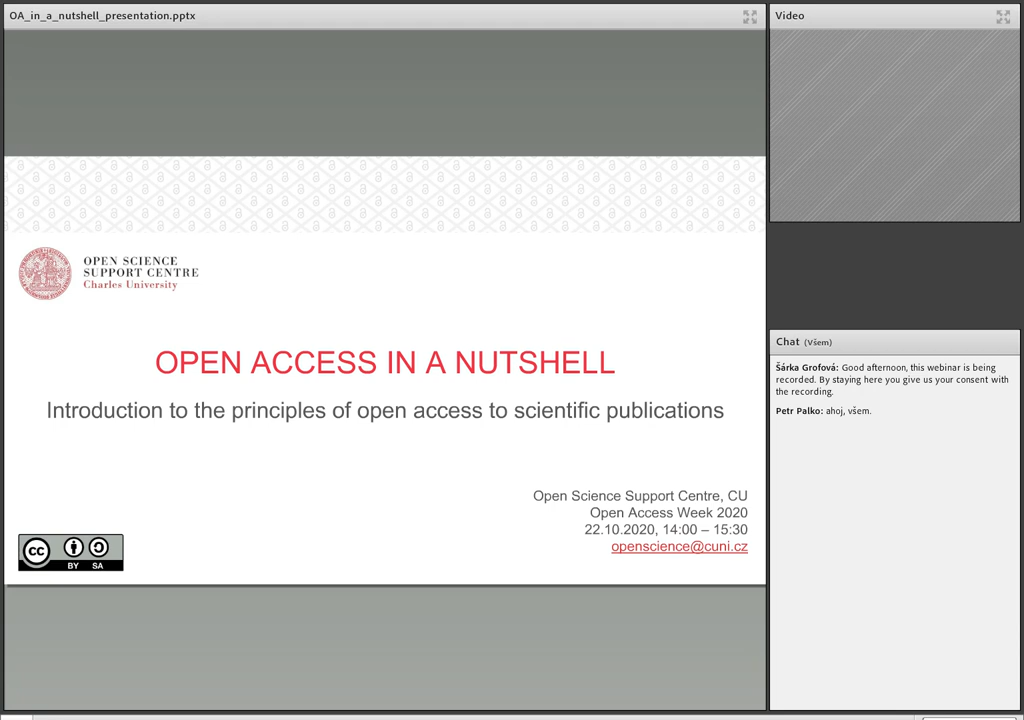 OA_in_a_nutshell_presentation.pptx
Video
OPEN SCIENCE
SUPPORT CENTRE
Charles University
OPEN ACCESS IN A NUTSHELL
Introduction to the principles of open access to scientific publications
Open Science Support Centre, CU
Open Access Week 2020
22.10.2020, 14:00 – 15:30
openscience@cuni.cz
cc
BY SA
Chat (Všem)
Šárka Grofová: Good afternoon, this webinar is being
recorded. By staying here you give us your consent with
the recording.
Petr Palko: ahoj, všem.